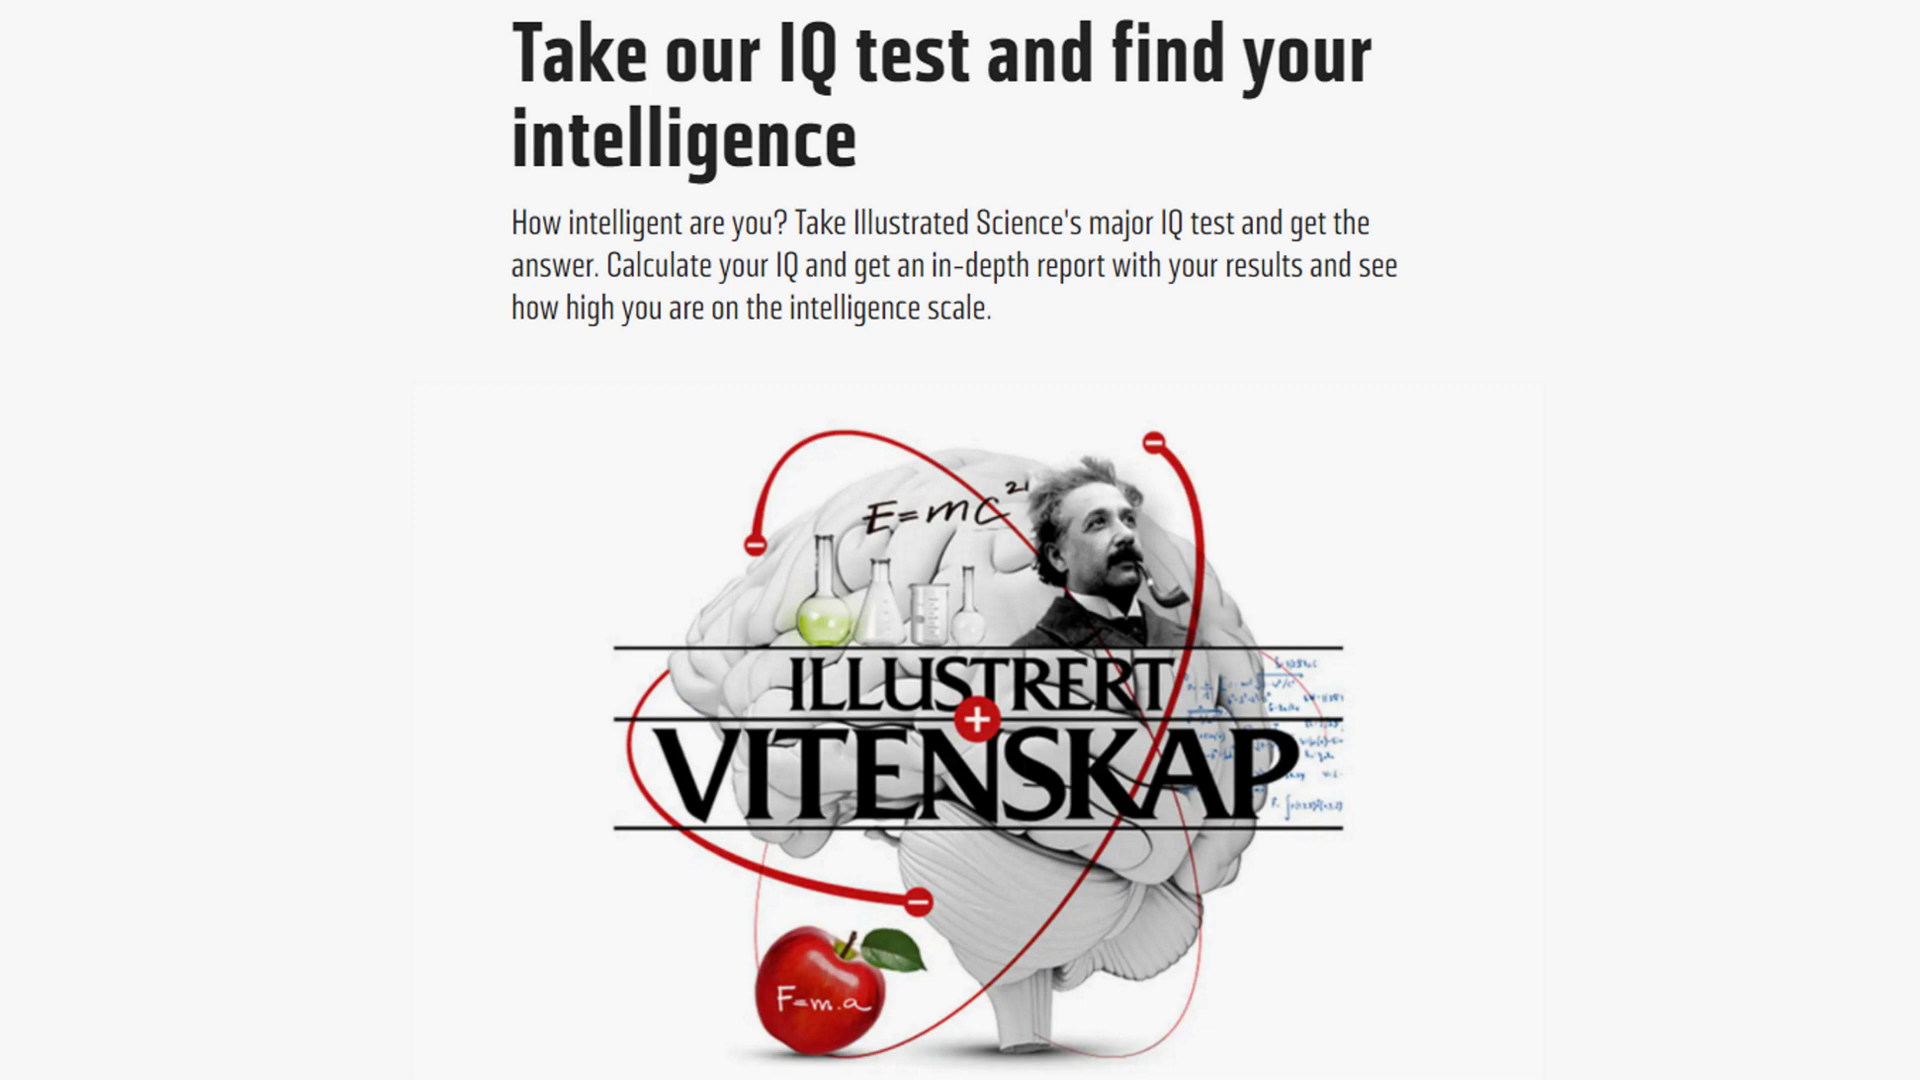 Take our IQ test and find your
intelligence
How intelligent are you? Take Illustrated Science's major IQ test and get the
answer. Calculate your IQ and get an in-depth report with your results and see
how high you are on the intelligence scale.
E=mc²
ILLUSTRERT
VITENSKAP
F=m.a